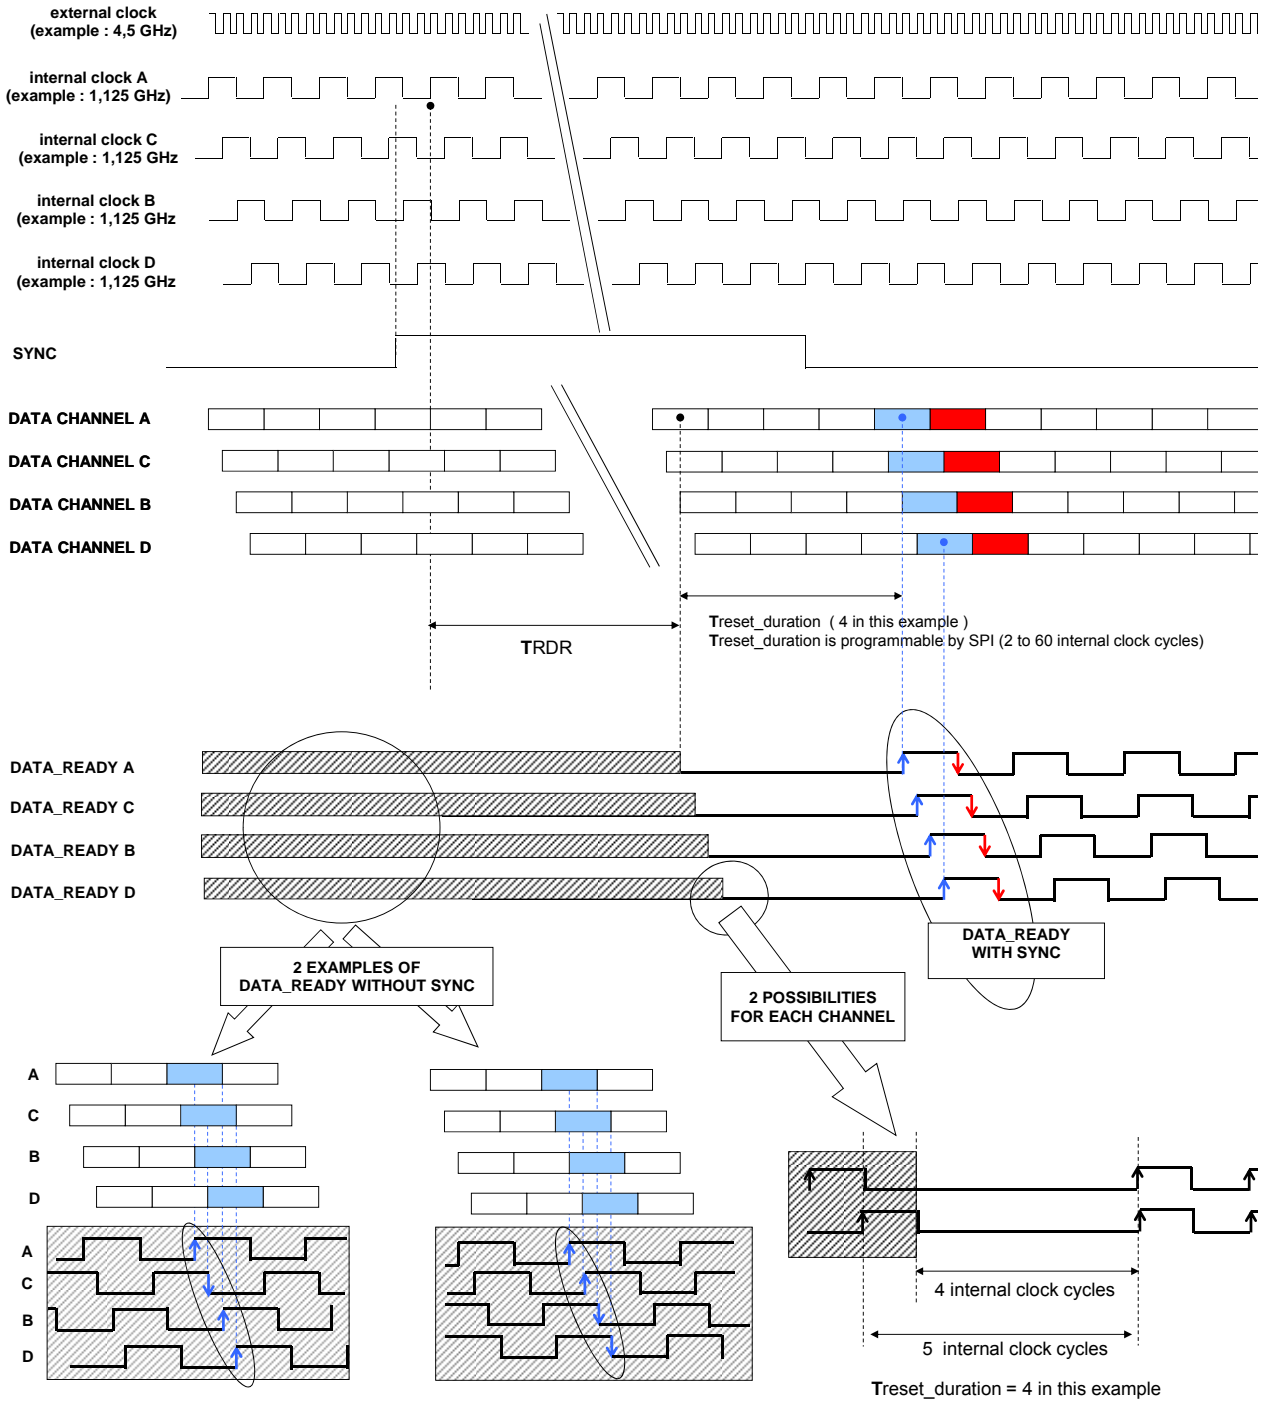 external clock
(example : 4,5 GHz)
internal clock A
(example : 1,125 GHz)
internal clock C
(example : 1,125 GHz
internal clock B
(example : 1,125 GHz
internal clock D
(example : 1,125 GHz
SYNC
DATA CHANNEL A
DATA CHANNEL C
DATA CHANNEL B
DATA CHANNEL D
Treset_duration ( 4 in this example )
Treset_duration is programmable by SPI (2 to 60 internal clock cycles)
TRDR
DATA_READY A
DATA_READY C
DATA_READY B
DATA_READY D
DATA_READY
WITH SYNC
2 EXAMPLES OF
DATA_READY WITHOUT SYNC
2 POSSIBILITIES
FOR EACH CHANNEL
A
C
B
D
A
C
B
D
4 internal clock cycles
5 internal clock cycles
Treset_duration = 4 in this example